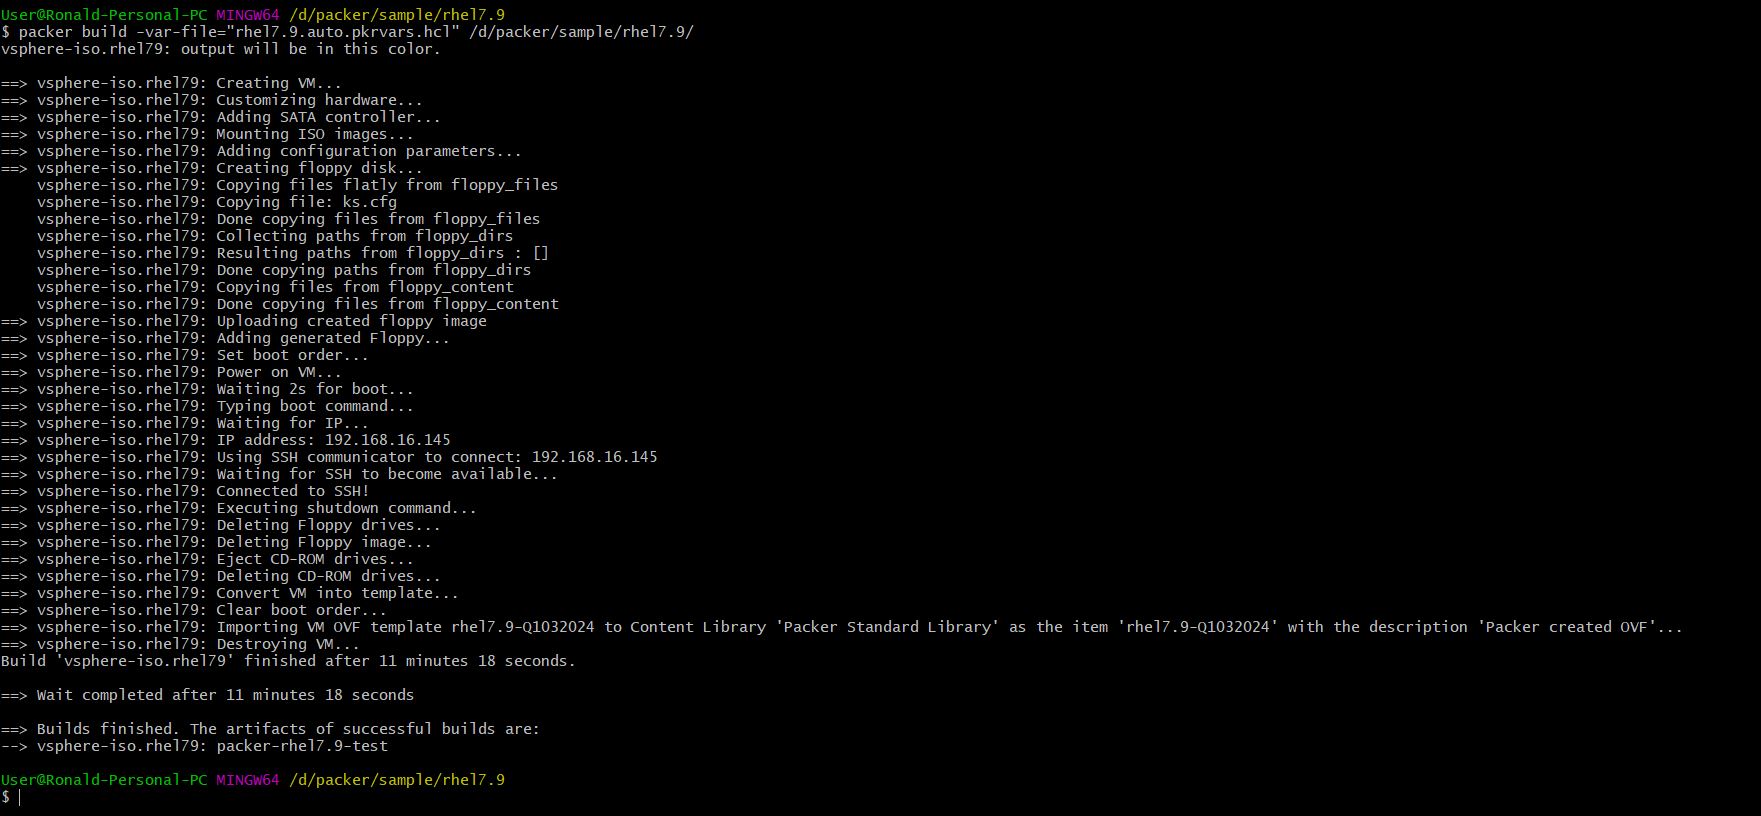 User@Ronald-Personal-PC MINGW64 /d/packer/sample/rhel7.9
$ packer build -var-file="rhel7.9.auto.pkrvars.hcl" /d/packer/sample/rhel7.9/
vsphere-iso.rhel79: output will be in this color.

==> vsphere-iso.rhel79: Creating VM...
==> vsphere-iso.rhel79: Customizing hardware...
==> vsphere-iso.rhel79: Adding SATA controller...
==> vsphere-iso.rhel79: Mounting ISO images...
==> vsphere-iso.rhel79: Adding configuration parameters...
==> vsphere-iso.rhel79: Creating floppy disk...
    vsphere-iso.rhel79: Copying files flatly from floppy_files
    vsphere-iso.rhel79: Copying file: ks.cfg
    vsphere-iso.rhel79: Done copying files from floppy_files
    vsphere-iso.rhel79: Collecting paths from floppy_dirs
    vsphere-iso.rhel79: Resulting paths from floppy_dirs : []
    vsphere-iso.rhel79: Done copying paths from floppy_dirs
    vsphere-iso.rhel79: Copying files from floppy_content
    vsphere-iso.rhel79: Done copying files from floppy_content
==> vsphere-iso.rhel79: Uploading created floppy image
==> vsphere-iso.rhel79: Adding generated Floppy...
==> vsphere-iso.rhel79: Set boot order...
==> vsphere-iso.rhel79: Power on VM...
==> vsphere-iso.rhel79: Waiting 2s for boot...
==> vsphere-iso.rhel79: Typing boot command...
==> vsphere-iso.rhel79: Waiting for IP...
==> vsphere-iso.rhel79: IP address: 192.168.16.145
==> vsphere-iso.rhel79: Using SSH communicator to connect: 192.168.16.145
==> vsphere-iso.rhel79: Waiting for SSH to become available...
==> vsphere-iso.rhel79: Connected to SSH!
==> vsphere-iso.rhel79: Executing shutdown command...
==> vsphere-iso.rhel79: Deleting Floppy drives...
==> vsphere-iso.rhel79: Deleting Floppy image...
==> vsphere-iso.rhel79: Eject CD-ROM drives...
==> vsphere-iso.rhel79: Deleting CD-ROM drives...
==> vsphere-iso.rhel79: Convert VM into template...
==> vsphere-iso.rhel79: Clear boot order...
==> vsphere-iso.rhel79: Importing VM OVF template rhel7.9-Q1032024 to Content Library 'Packer Standard Library' as the item 'rhel7.9-Q1032024' with the description 'Packer created OVF'...
==> vsphere-iso.rhel79: Destroying VM...
Build 'vsphere-iso.rhel79' finished after 11 minutes 18 seconds.

==> Wait completed after 11 minutes 18 seconds

==> Builds finished. The artifacts of successful builds are:
--> vsphere-iso.rhel79: packer-rhel7.9-test

User@Ronald-Personal-PC MINGW64 /d/packer/sample/rhel7.9
$